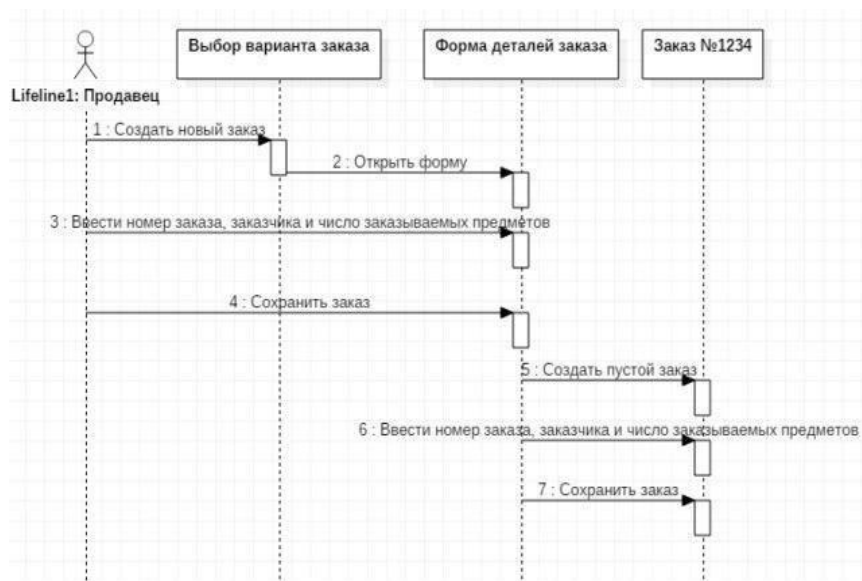 Выбор варианта заказа
Форма деталей заказа
Заказ №1234
Lifeline1: Продавец
1 : Создать новый заказ
2 : Открыть форму
3 : Ввести номер заказа, заказчика и число заказываемых предметов
4 : Сохранить заказ
5 : Создать пустой заказ
6 : Ввести номер заказа, заказчика и число заказываемых предметов
7 : Сохранить заказ